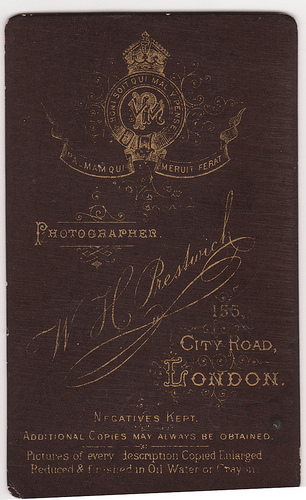 HONI SOIT QUI MAL Y PENSE
PALMAM QUI MERUIT FERAT
PHOTOGRAPHER.
W H Prestwich
155,
CITY ROAD,
LONDON.
NEGATIVES KEPT.
ADDITIONAL COPIES MAY ALWAYS BE OBTAINED.
Pictures of every description Copied Enlarged
Reduced & finished in Oil Water or Crayon